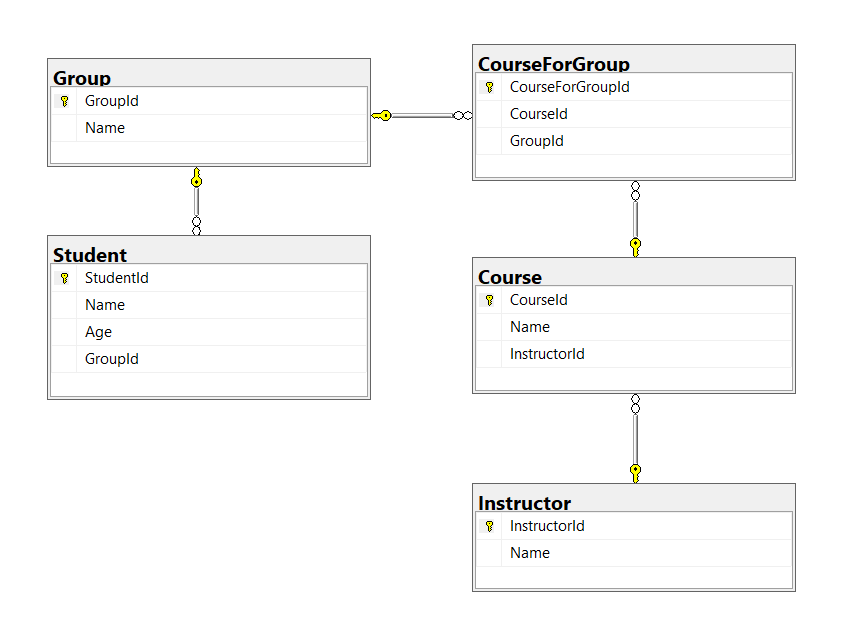 Group
GroupId
Name
Student
StudentId
Name
Age
GroupId
CourseForGroup
CourseForGroupId
CourseId
GroupId
Course
CourseId
Name
InstructorId
Instructor
InstructorId
Name